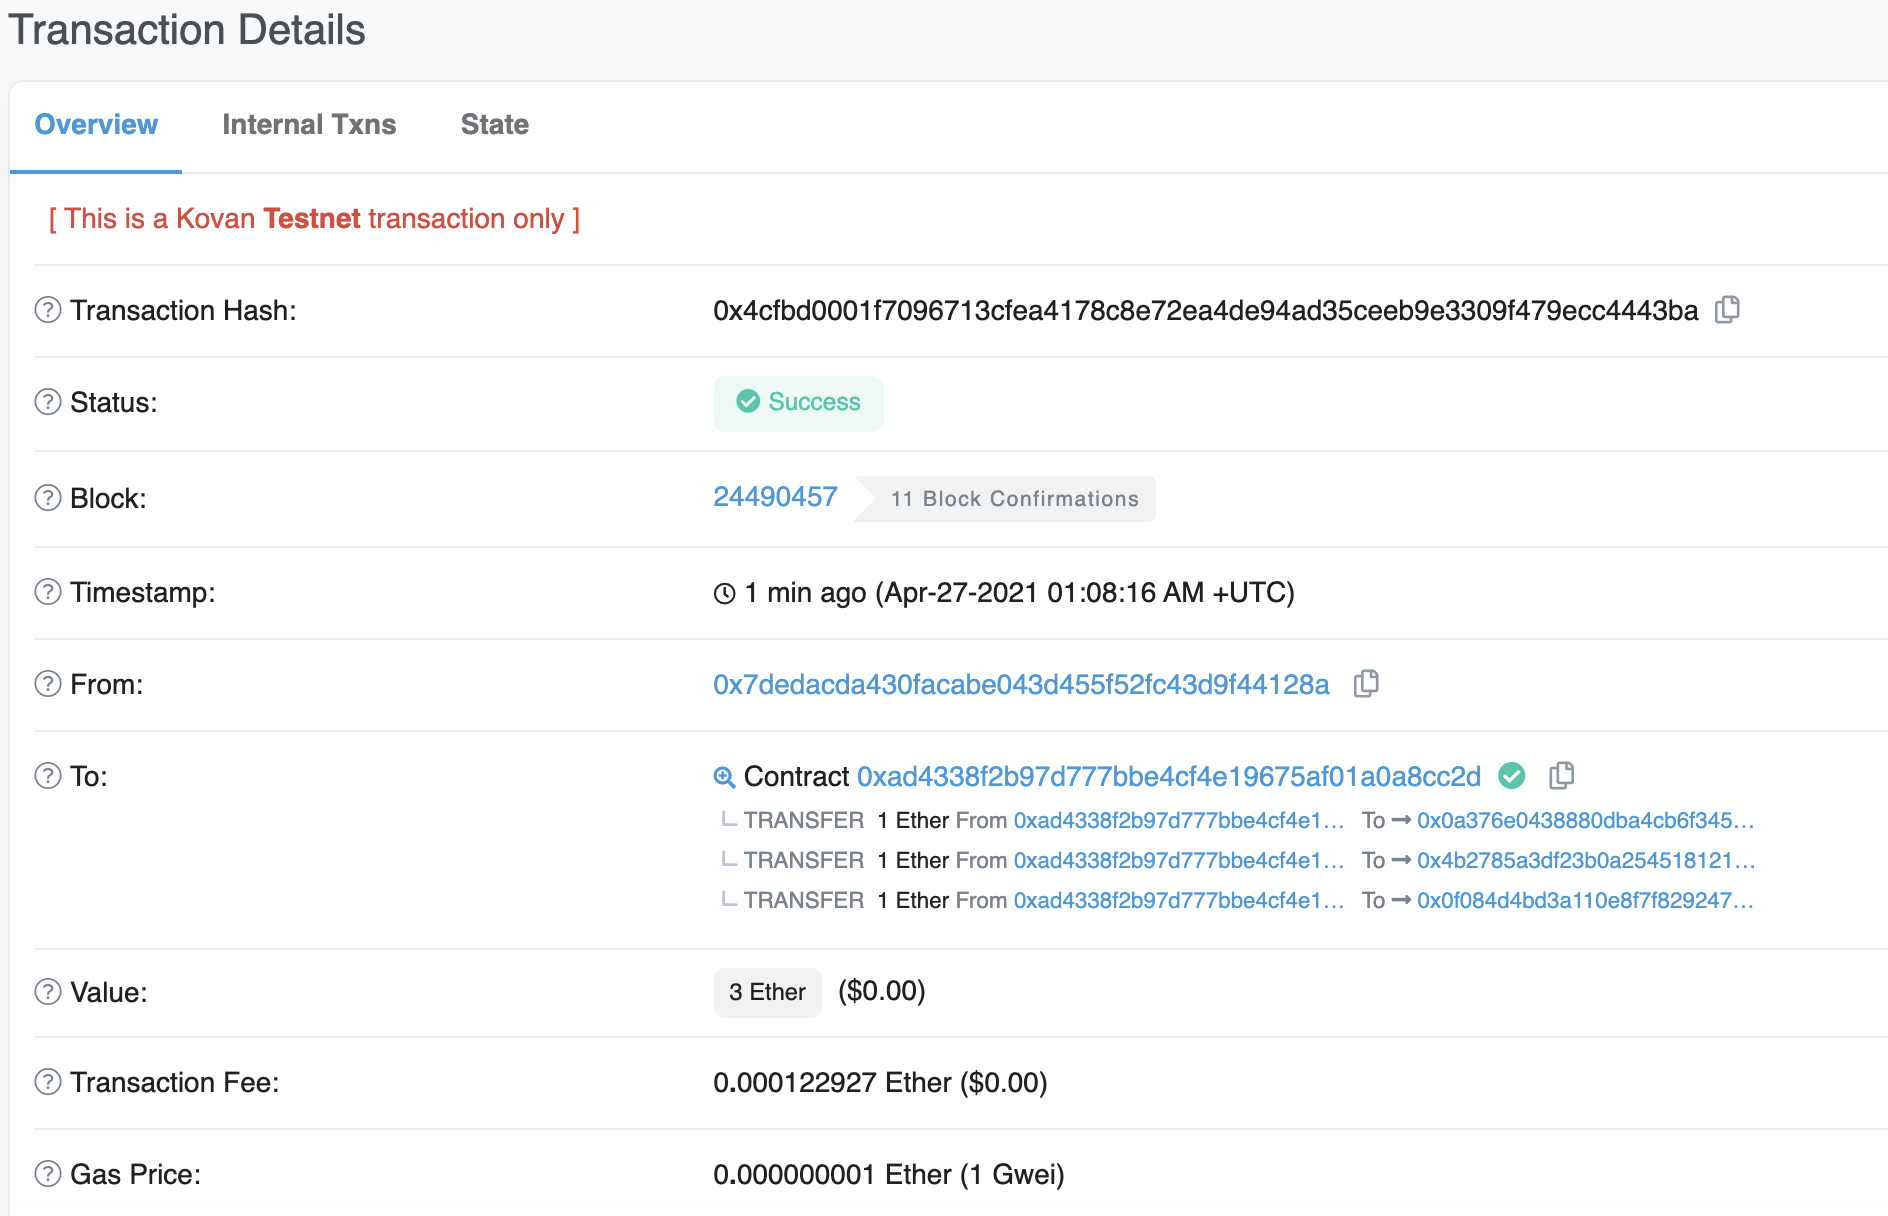 Transaction Details
Overview Internal Txns State
[ This is a Kovan Testnet transaction only ]
Transaction Hash: 0x4cfbd0001f7096713cfea4178c8e72ea4de94ad35ceeb9e3309f479ecc4443ba
Status: Success
Block: 24490457 11 Block Confirmations
Timestamp: 1 min ago (Apr-27-2021 01:08:16 AM +UTC)
From: 0x7dedacda430facabe043d455f52fc43d9f44128a
To: Contract 0xad4338f2b97d777bbe4cf4e19675af01a0a8cc2d
TRANSFER 1 Ether From 0xad4338f2b97d777bbe4cf4e1... To → 0x0a376e0438880dba4cb6f345...
TRANSFER 1 Ether From 0xad4338f2b97d777bbe4cf4e1... To → 0x4b2785a3df23b0a254518121...
TRANSFER 1 Ether From 0xad4338f2b97d777bbe4cf4e1... To → 0x0f084d4bd3a110e8f7f829247...
Value: 3 Ether ($0.00)
Transaction Fee: 0.000122927 Ether ($0.00)
Gas Price: 0.000000001 Ether (1 Gwei)